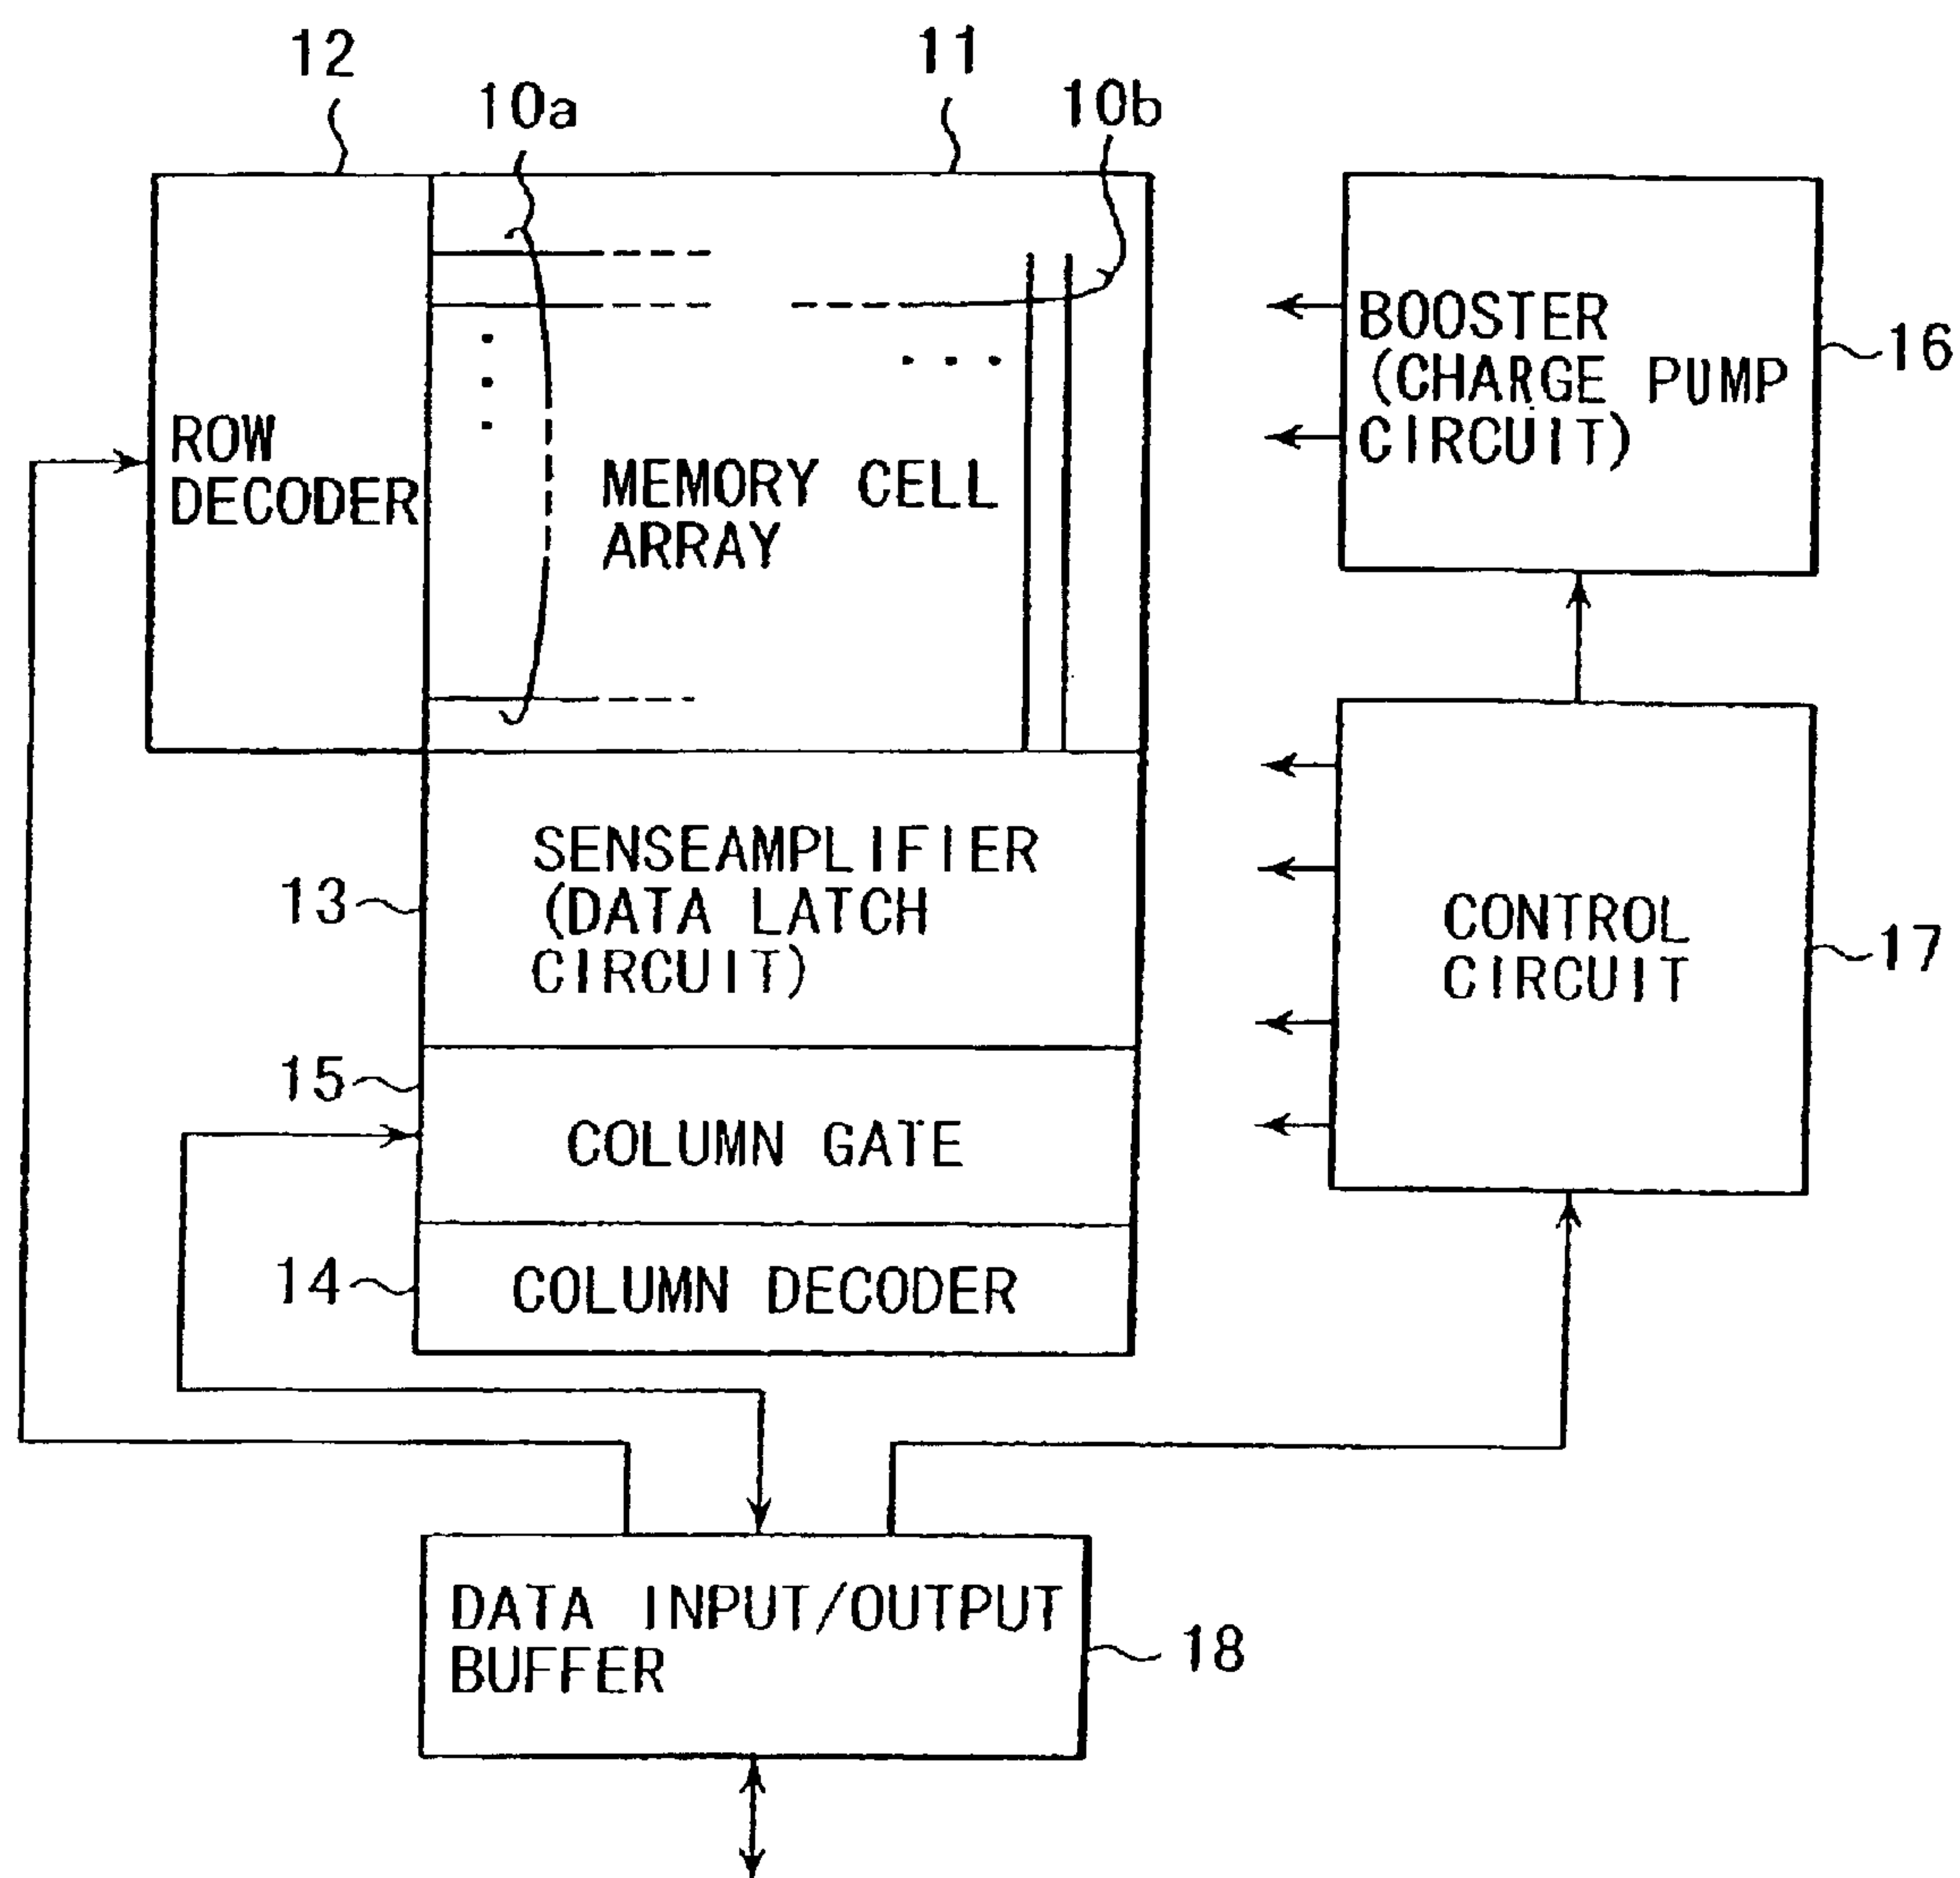 12
11
10a
10b
ROW
DECODER
MEMORY CELL
ARRAY
BOOSTER
(CHARGE PUMP
CIRCUIT)
16
SENSEAMPLIFIER
(DATA LATCH
CIRCUIT)
13
CONTROL
CIRCUIT
17
15
COLUMN GATE
14
COLUMN DECODER
DATA INPUT/OUTPUT
BUFFER
18